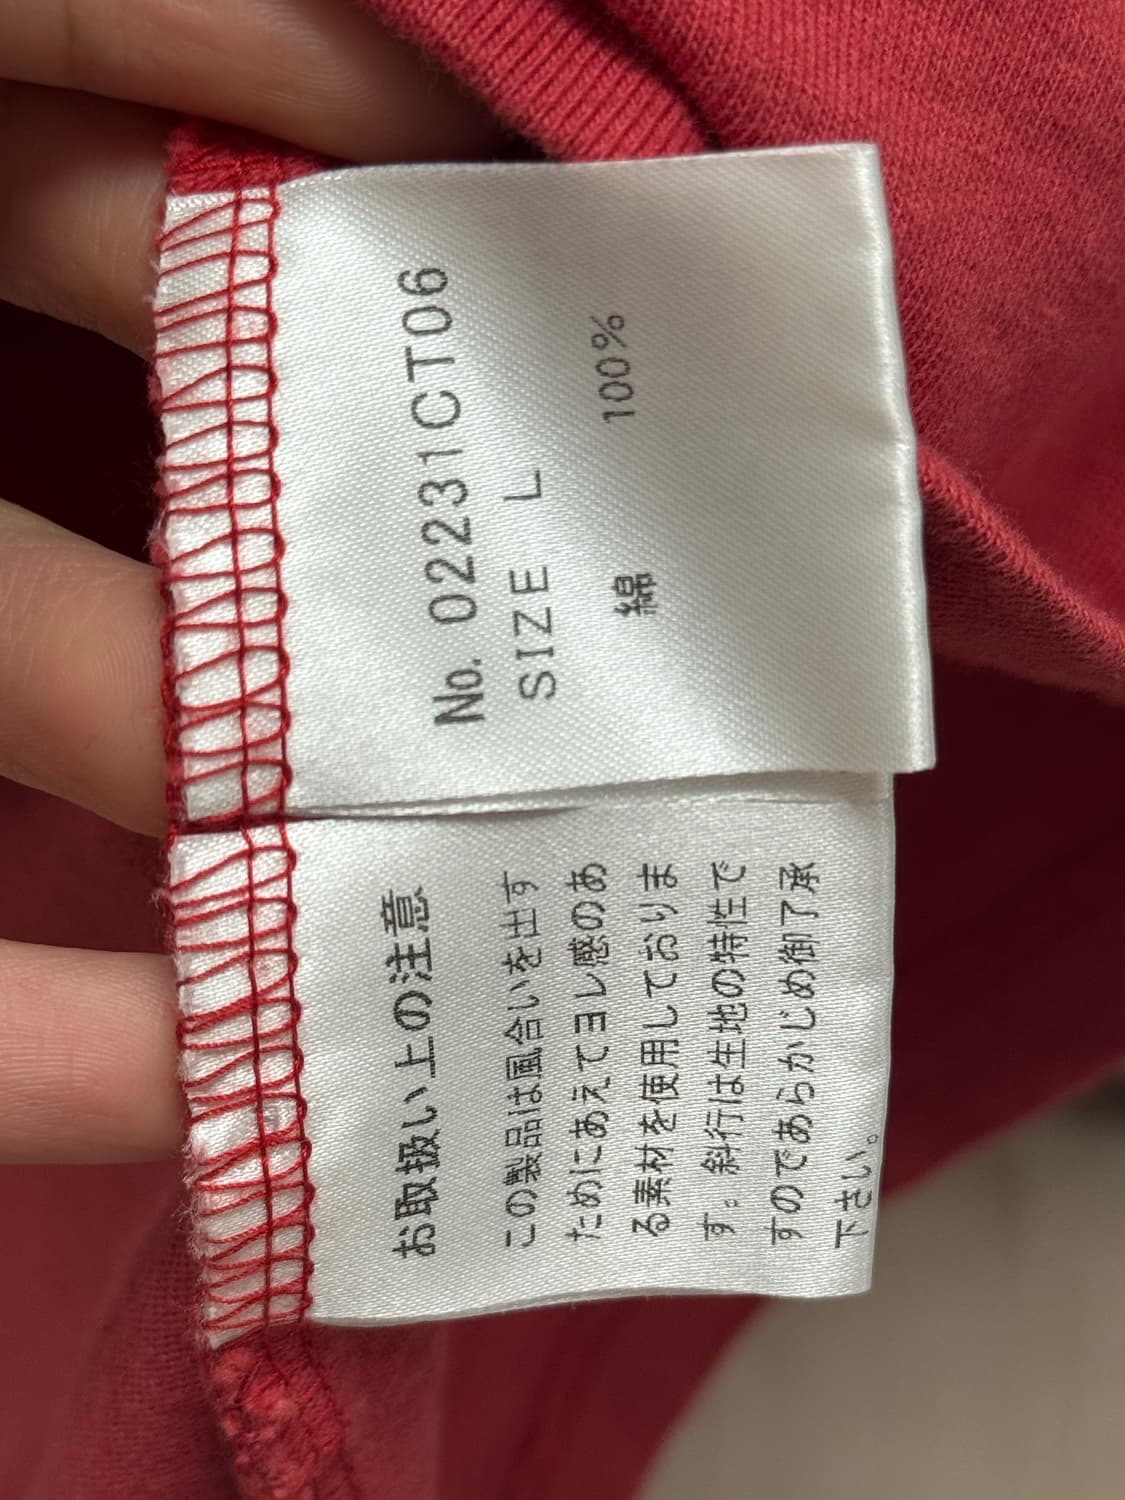 No. 02231CT06
SIZE L
綿 100%
お取扱い上の注意
この製品は風合いを出す
ためにあえてヨレ感のあ
る素材を使用しておりま
す。斜行は生地の特性で
すのであらかじめ御了承
下さい。